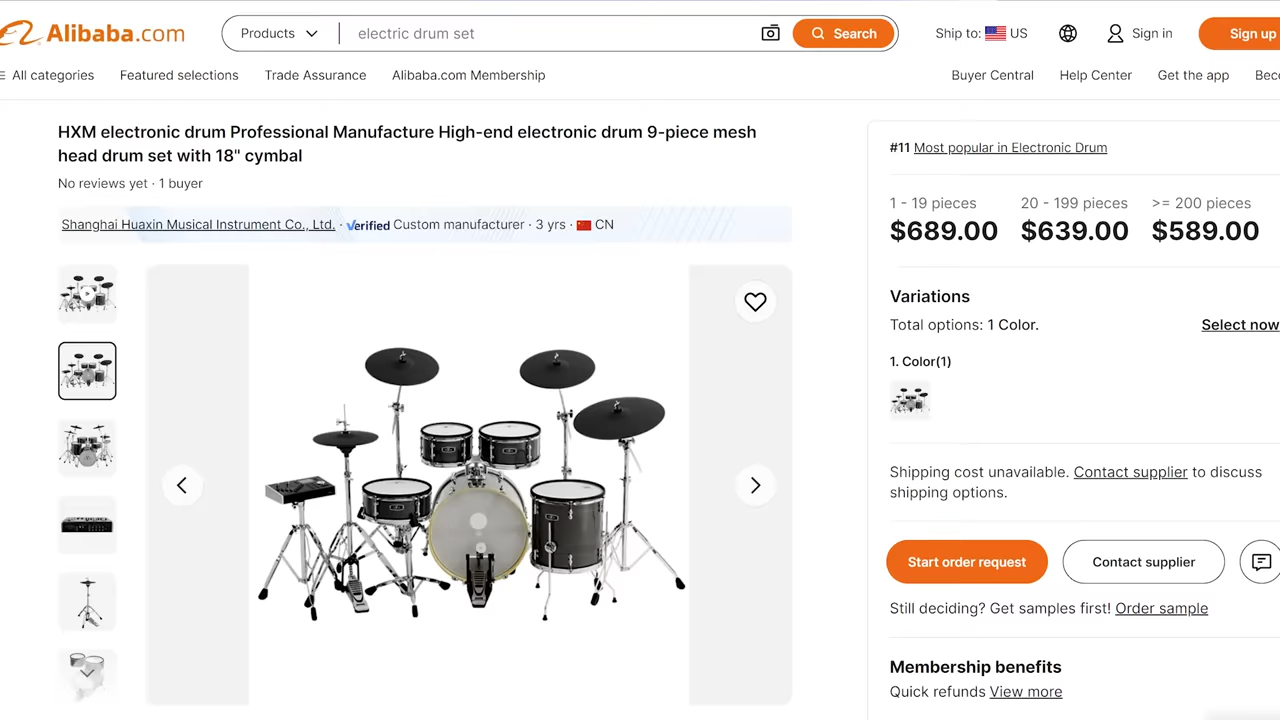 Alibaba.com
Products
electric drum set
Search
Ship to: US
Sign in
Sign up
All categories
Featured selections
Trade Assurance
Alibaba.com Membership
Buyer Central
Help Center
Get the app
HXM electronic drum Professional Manufacture High-end electronic drum 9-piece mesh
head drum set with 18" cymbal
No reviews yet · 1 buyer
Shanghai Huaxin Musical Instrument Co., Ltd. · Verified Custom manufacturer · 3 yrs · CN
#11 Most popular in Electronic Drum
1 - 19 pieces
20 - 199 pieces
>= 200 pieces
$689.00
$639.00
$589.00
Variations
Total options: 1 Color.
Select now
1. Color(1)
Shipping cost unavailable. Contact supplier to discuss
shipping options.
Start order request
Contact supplier
Still deciding? Get samples first! Order sample
Membership benefits
Quick refunds View more